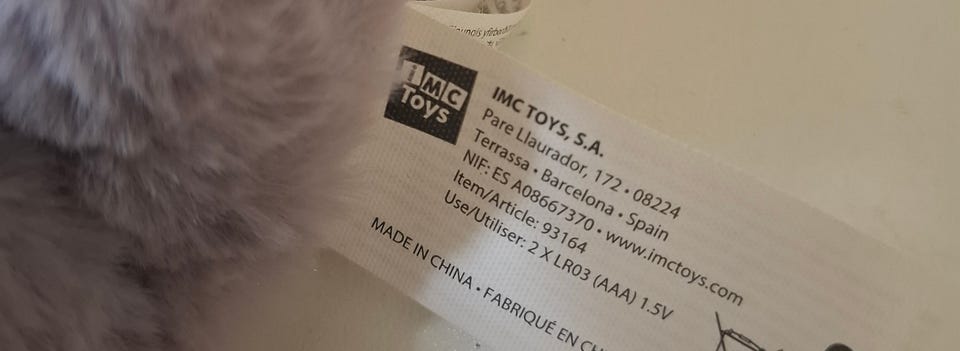 iMC
Toys
IMC TOYS, S.A.
Pare Llaurador, 172 • 08224
Terrassa • Barcelona • Spain
NIF: ES A08667370 • www.imctoys.com
Item/Article: 93164
Use/Utiliser: 2 X LR03 (AAA) 1.5V
MADE IN CHINA • FABRIQUÉ EN CH